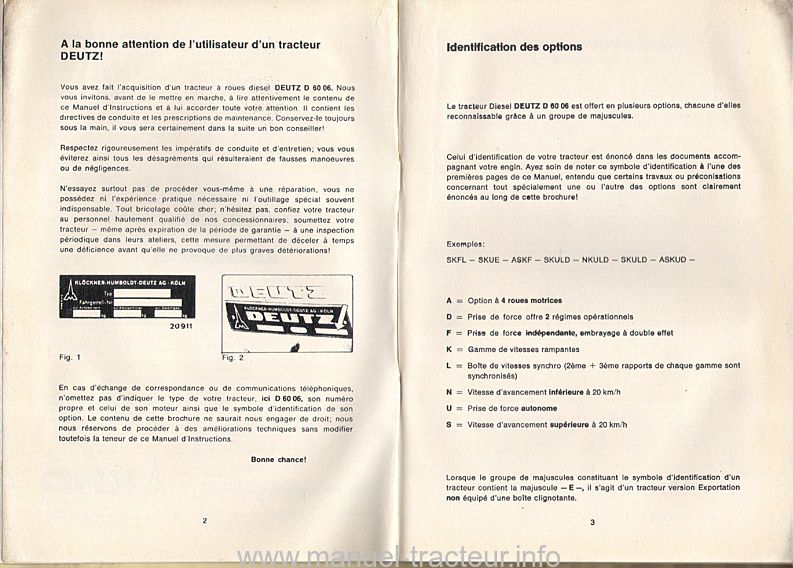 A la bonne attention de l'utilisateur d'un tracteur
DEUTZ!
Vous avez fait l'acquisition d'un tracteur à roues diesel DEUTZ D 60 06. Nous
vous invitons, avant de le mettre en marche, à lire attentivement le contenu de
ce Manuel d'Instructions et à lui accorder toute votre attention. Il contient les
directives de conduite et les prescriptions de maintenance. Conservez-le toujours
sous la main, il vous sera certainement dans la suite un bon conseiller!
Respectez rigoureusement les impératifs de conduite et d'entretien; vous vous
éviterez ainsi tous les désagréments qui résulteraient de fausses manoeuvres
ou de négligences.
N'essayez surtout pas de procéder vous-même à une réparation, vous ne
possédez ni l'expérience pratique nécessaire ni l'outillage spécial souvent
indispensable. Tout bricolage coûte cher; n'hésitez pas, confiez votre tracteur
au personnel hautement qualifié de nos concessionnaires; soumettez votre
tracteur – même après expiration de la période de garantie – à une inspection
périodique dans leurs ateliers, cette mesure permettant de déceler à temps
une déficience avant qu'elle ne provoque de plus graves détériorations!
KLÖCKNER-HUMBOLDT-DEUTZ AG · KÖLN
Typ
Fahrgestell-Nr
kg kg kg
20911
Fig. 1
DEUTZ
KLÖCKNER-HUMBOLDT-DEUTZ AG · KÖLN
DEUTZ
Fig. 2
En cas d'échange de correspondance ou de communications téléphoniques,
n'omettez pas d'indiquer le type de votre tracteur, ici D 60 06, son numéro
propre et celui de son moteur ainsi que le symbole d'identification de son
option. Le contenu de cette brochure ne saurait nous engager de droit; nous
nous réservons de procéder à des améliorations techniques sans modifier
toutefois la teneur de ce Manuel d'Instructions.
Bonne chance!
2
Identification des options
Le tracteur Diesel DEUTZ D 60 06 est offert en plusieurs options, chacune d'elles
reconnaissable grâce à un groupe de majuscules.
Celui d'identification de votre tracteur est énoncé dans les documents accom-
pagnant votre engin. Ayez soin de noter ce symbole d'identification à l'une des
premières pages de ce Manuel, entendu que certains travaux ou préconisations
concernant tout spécialement une ou l'autre des options sont clairement
énoncés au long de cette brochure!
Exemples:
SKFL – SKUE – ASKF – SKULD – NKULD – SKULD – ASKUD –
A = Option à 4 roues motrices
D = Prise de force offre 2 régimes opérationnels
F = Prise de force indépendante, embrayage à double effet
K = Gamme de vitesses rampantes
L = Boîte de vitesses synchro (2ème + 3ème rapports de chaque gamme sont
synchronisés)
N = Vitesse d'avancement inférieure à 20 km/h
U = Prise de force autonome
S = Vitesse d'avancement supérieure à 20 km/h
Lorsque le groupe de majuscules constituant le symbole d'identification d'un
tracteur contient la majuscule – E –, il s'agit d'un tracteur version Exportation
non équipé d'une boîte clignotante.
3
www.manuel-tracteur.info